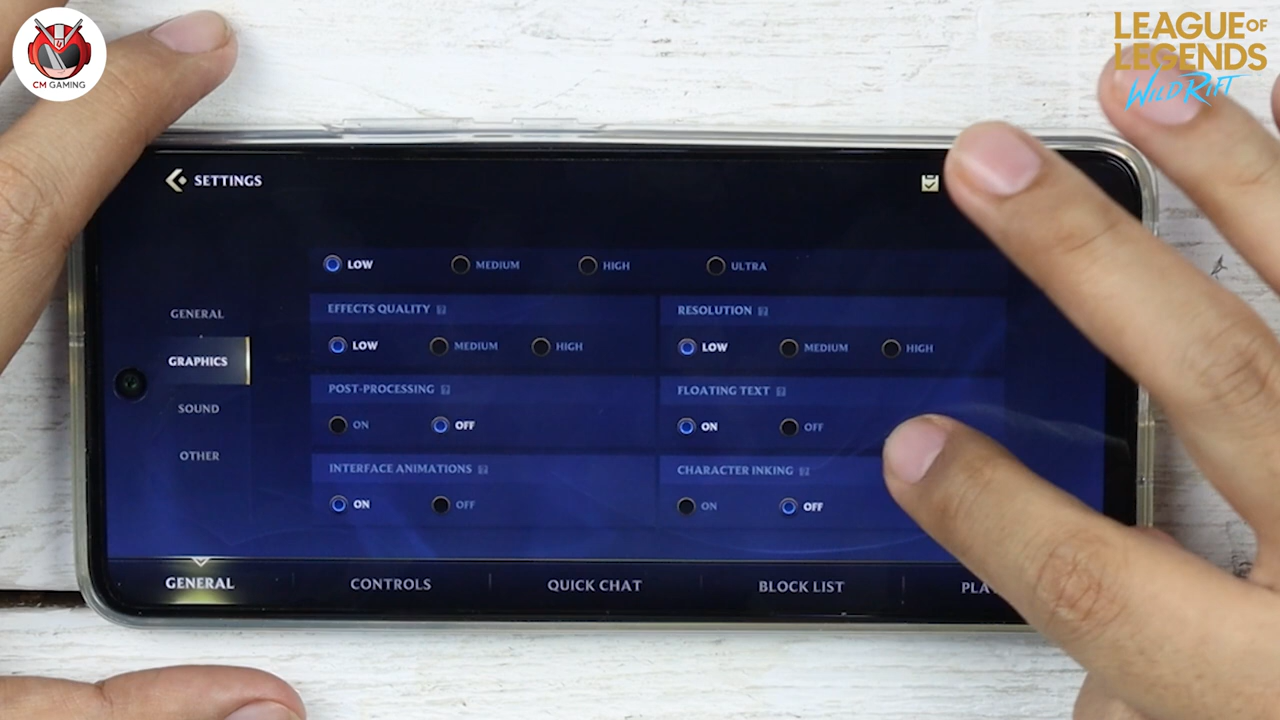 CM GAMING
LEAGUE OF
LEGENDS
WILD RIFT
SETTINGS
LOW MEDIUM HIGH ULTRA
GENERAL
GRAPHICS
SOUND
OTHER
EFFECTS QUALITY ?
LOW MEDIUM HIGH
RESOLUTION ?
LOW MEDIUM HIGH
POST-PROCESSING ?
ON OFF
FLOATING TEXT ?
ON OFF
INTERFACE ANIMATIONS ?
ON OFF
CHARACTER INKING ?
ON OFF
GENERAL CONTROLS QUICK CHAT BLOCK LIST